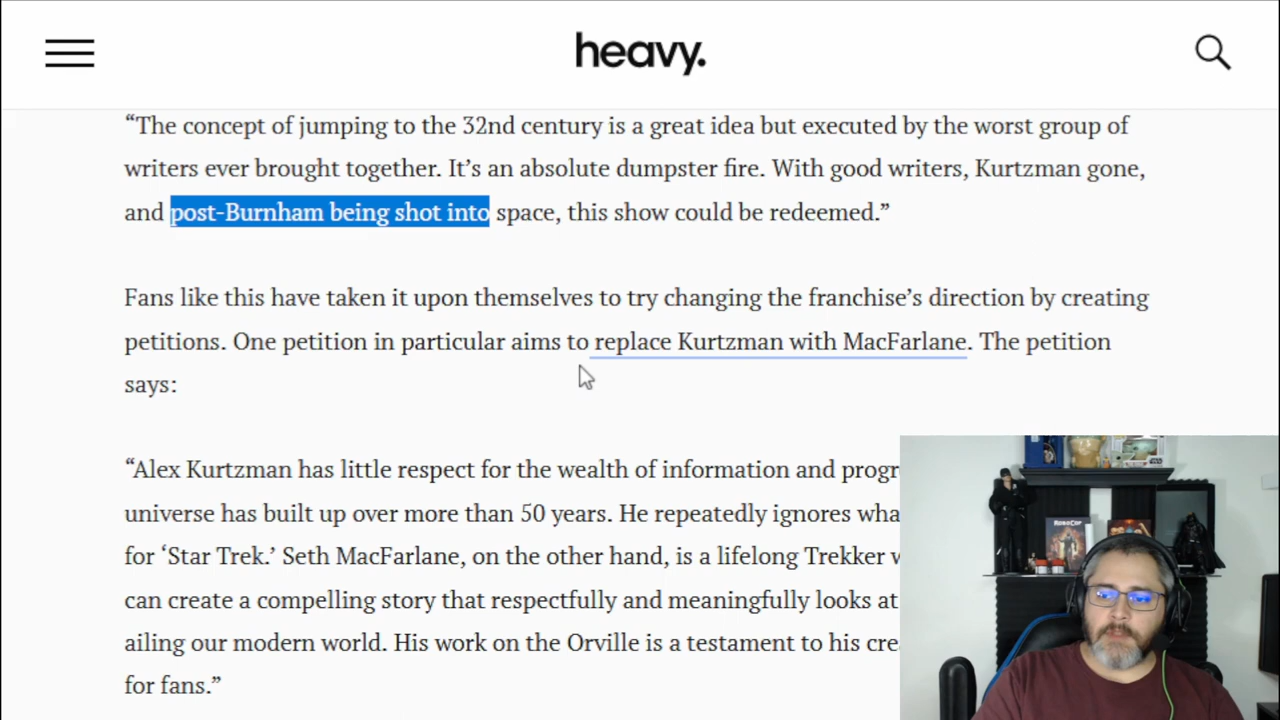 heavy.
“The concept of jumping to the 32nd century is a great idea but executed by the worst group of
writers ever brought together. It’s an absolute dumpster fire. With good writers, Kurtzman gone,
and post-Burnham being shot into space, this show could be redeemed.”
Fans like this have taken it upon themselves to try changing the franchise’s direction by creating
petitions. One petition in particular aims to replace Kurtzman with MacFarlane. The petition
says:
“Alex Kurtzman has little respect for the wealth of information and progr
universe has built up over more than 50 years. He repeatedly ignores wha
for ‘Star Trek.’ Seth MacFarlane, on the other hand, is a lifelong Trekker w
can create a compelling story that respectfully and meaningfully looks at
ailing our modern world. His work on the Orville is a testament to his crea
for fans.”
ROBOCOP